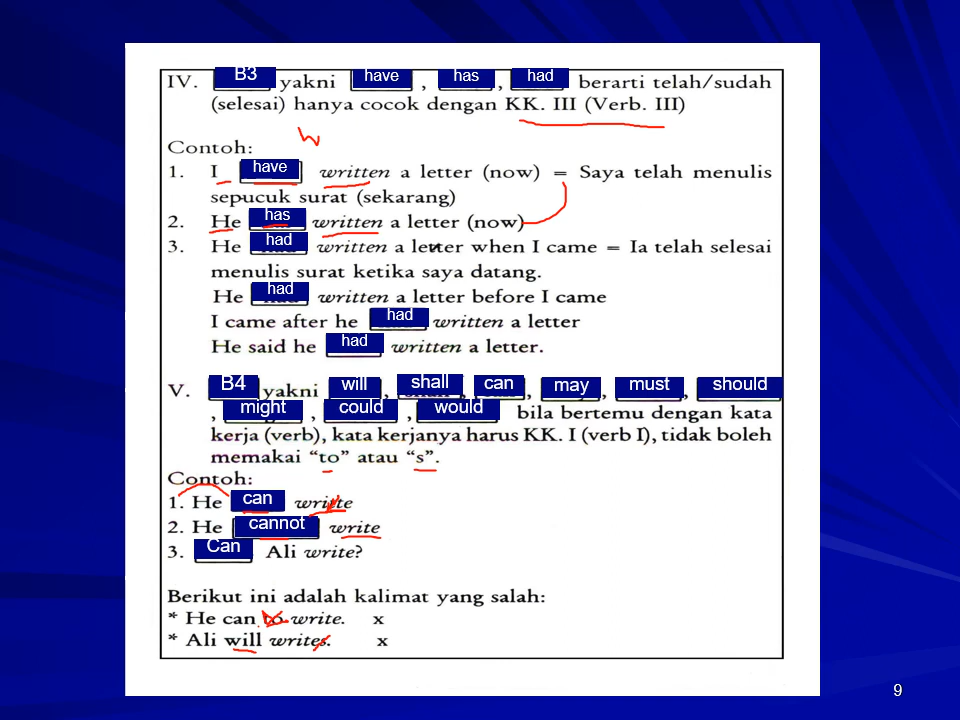 IV. B3 yakni have , has , had berarti telah/sudah
(selesai) hanya cocok dengan KK. III (Verb. III)
Contoh:
1. I have written a letter (now) = Saya telah menulis
sepucuk surat (sekarang)
2. He has written a letter (now)
3. He had written a letter when I came = Ia telah selesai
menulis surat ketika saya datang.
He had written a letter before I came
I came after he had written a letter
He said he had written a letter.
V. B4 yakni will , shall , can , may , must , should
, might , could , would bila bertemu dengan kata
kerja (verb), kata kerjanya harus KK. I (verb I), tidak boleh
memakai “to” atau “s”.
Contoh:
1. He can write
2. He cannot write
3. Can Ali write?
Berikut ini adalah kalimat yang salah:
* He can to write. x
* Ali will writes. x
9